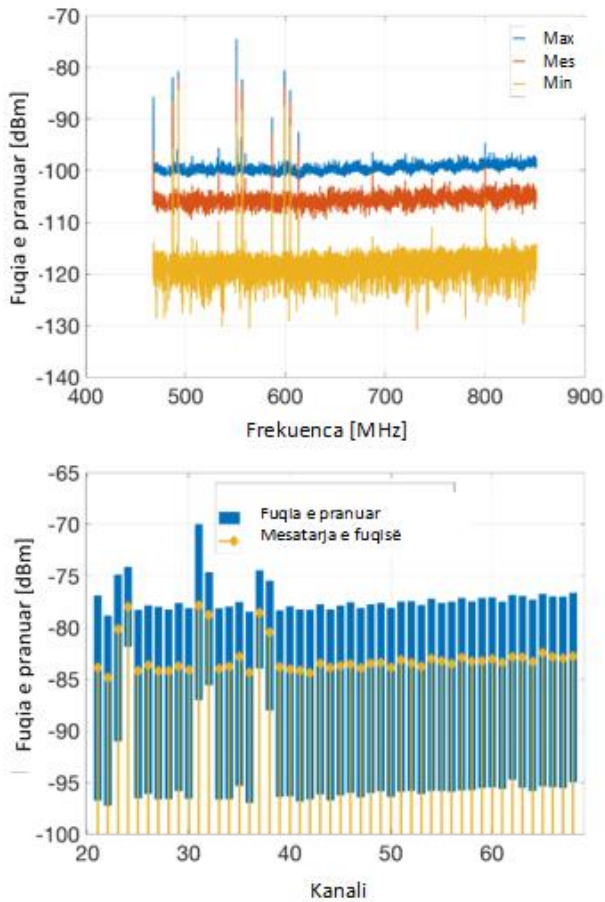 -70
-80
-90
-100
-110
-120
-130
-140
400 500 600 700 800 900
Fuqia e pranuar [dBm]
Frekuenca [MHz]
Max
Mes
Min
-65
-70
-75
-80
-85
-90
-95
-100
20 30 40 50 60
Fuqia e pranuar [dBm]
Kanali
Fuqia e pranuar
Mesatarja e fuqisë